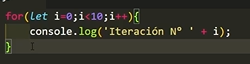 for(let i=0;i<10;i++){
    console.log('Iteración Nº ' + i);
}